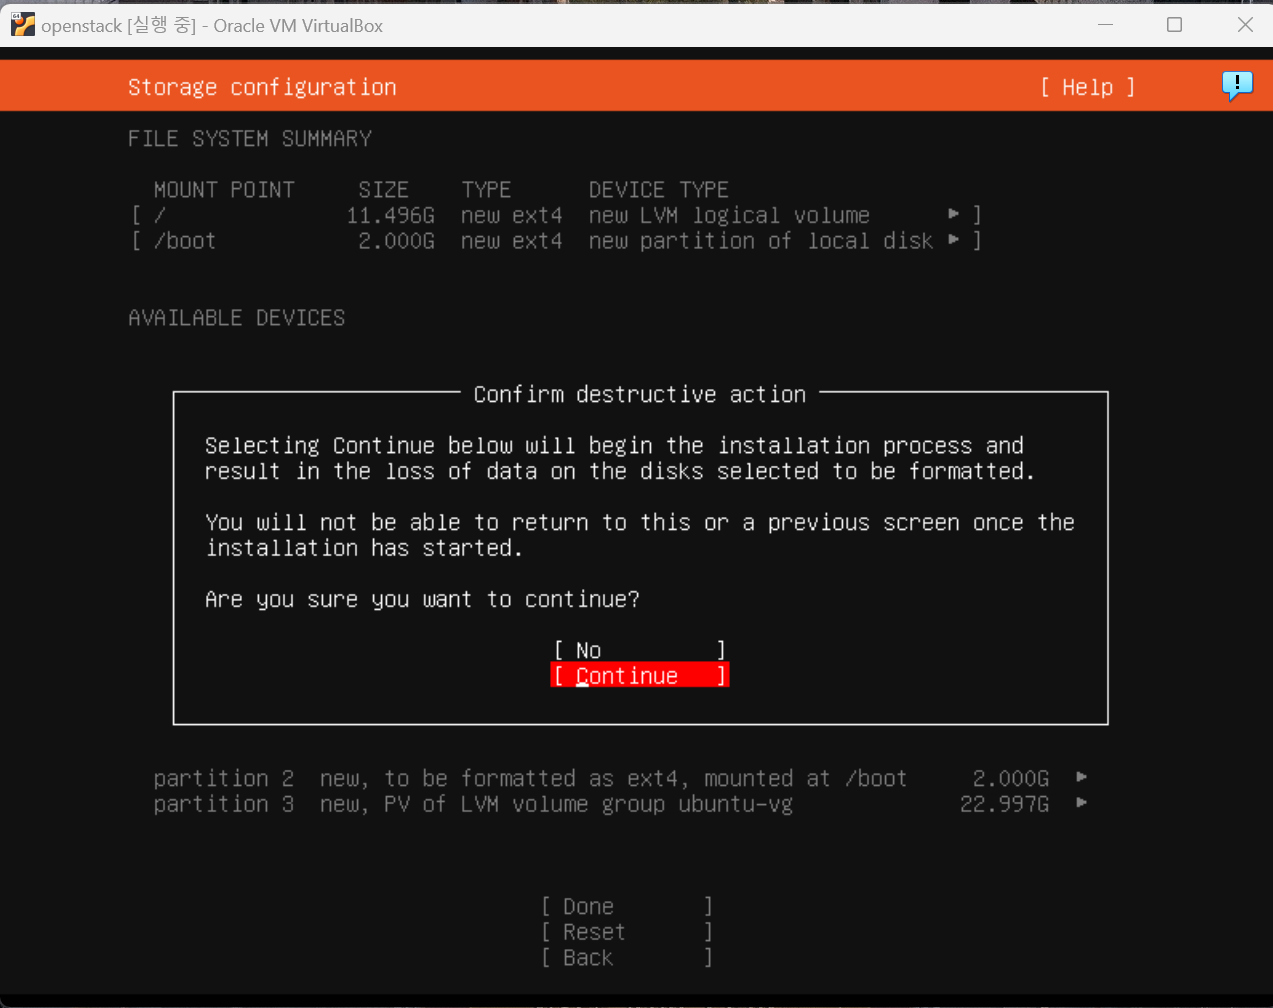 openstack [실행 중] - Oracle VM VirtualBox
Storage configuration [ Help ]
FILE SYSTEM SUMMARY
MOUNT POINT SIZE TYPE DEVICE TYPE
[ / 11.496G new ext4 new LVM logical volume ▸ ]
[ /boot 2.000G new ext4 new partition of local disk ▸ ]
AVAILABLE DEVICES
Confirm destructive action
Selecting Continue below will begin the installation process and
result in the loss of data on the disks selected to be formatted.
You will not be able to return to this or a previous screen once the
installation has started.
Are you sure you want to continue?
[ No ]
[ Continue ]
partition 2 new, to be formatted as ext4, mounted at /boot 2.000G ▸
partition 3 new, PV of LVM volume group ubuntu-vg 22.997G ▸
[ Done ]
[ Reset ]
[ Back ]